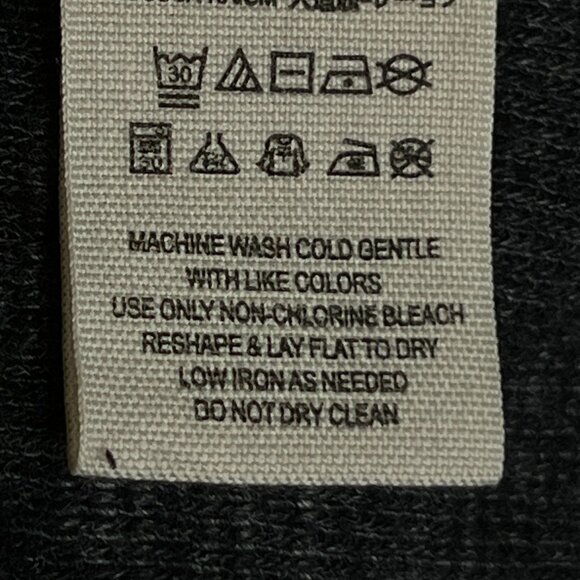 30
MACHINE WASH COLD GENTLE
WITH LIKE COLORS
USE ONLY NON-CHLORINE BLEACH
RESHAPE & LAY FLAT TO DRY
LOW IRON AS NEEDED
DO NOT DRY CLEAN